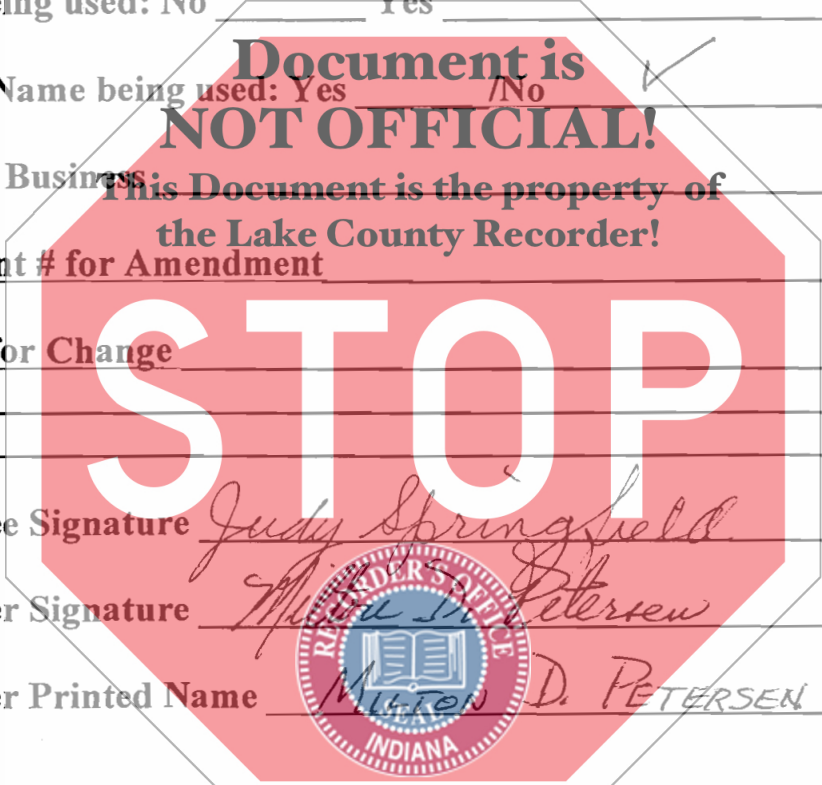 ing used: No Yes
Document is
Name being used: Yes /No ✓
NOT OFFICIAL!
Business
This Document is the property of
the Lake County Recorder!
nt # for Amendment
or Change
STOP
e Signature Judy Springfield
r Signature Milton D. Petersen
RECORDER'S OFFICE
SEAL
INDIANA
r Printed Name MILTON D. PETERSEN